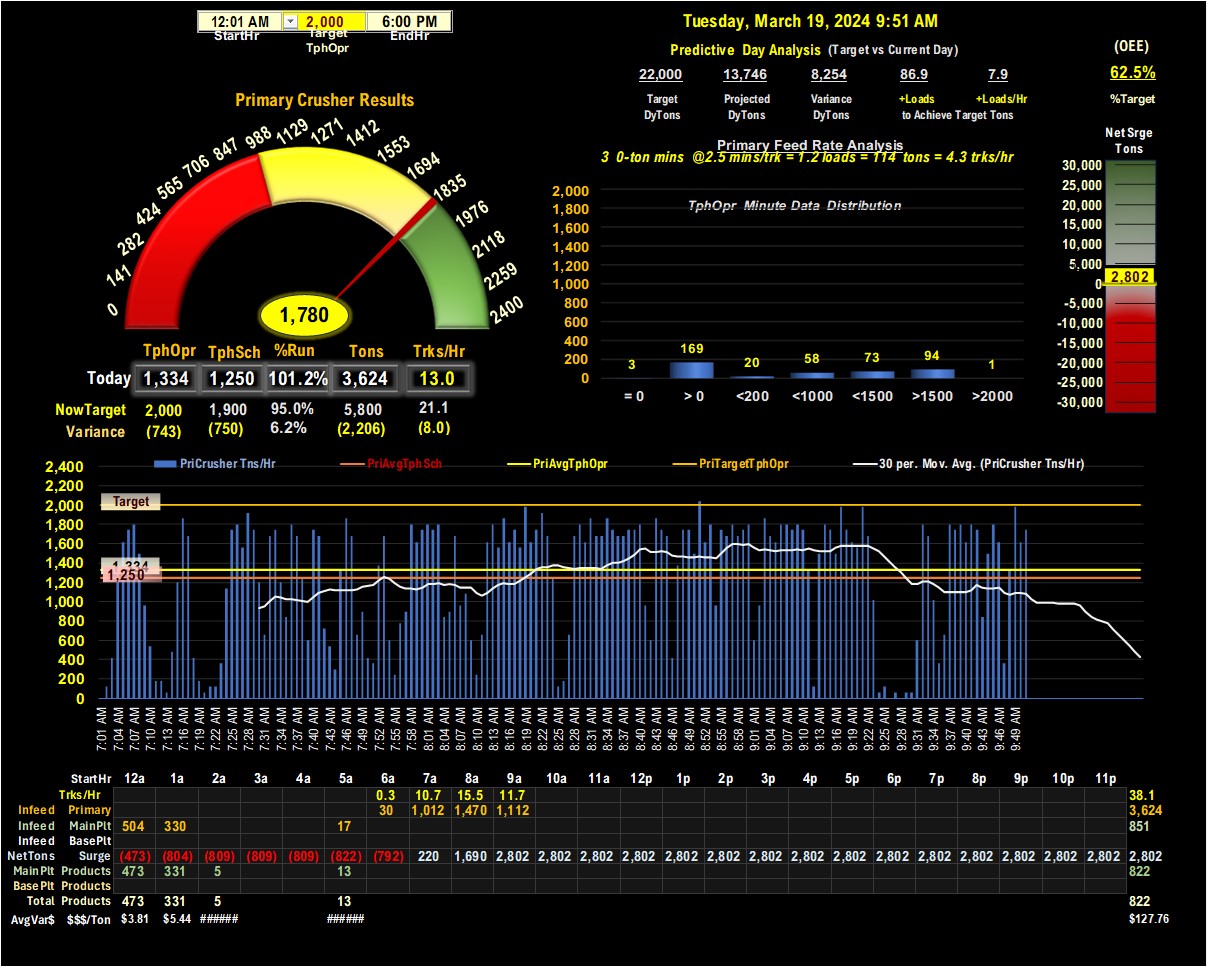 12:01 AM 2,000 6:00 PM
StartHr Target TphOpr EndHr
Tuesday, March 19, 2024 9:51 AM
Predictive Day Analysis (Target vs Current Day)
(OEE)
22,000 13,746 8,254 86.9 7.9
62.5%
Target DyTons Projected DyTons Variance DyTons +Loads +Loads/Hr to Achieve Target Tons
%Target
Primary Crusher Results
0 141 282 424 565 706 847 988 1129 1271 1412 1553 1694 1835 1976 2118 2259 2400
1,780
TphOpr TphSch %Run Tons Trks/Hr
Today 1,334 1,250 101.2% 3,624 13.0
NowTarget 2,000 1,900 95.0% 5,800 21.1
Variance (743) (750) 6.2% (2,206) (8.0)
Primary Feed Rate Analysis
3 0-ton mins @2.5 mins/trk = 1.2 loads = 114 tons = 4.3 trks/hr
TphOpr Minute Data Distribution
2,000
1,800
1,600
1,400
1,200
1,000
800
600
400
200
0
3 169 20 58 73 94 1
= 0 > 0 <200 <1000 <1500 >1500 >2000
Net Srge
Tons
30,000
25,000
20,000
15,000
10,000
5,000
2,802
0
-5,000
-10,000
-15,000
-20,000
-25,000
-30,000
PriCrusher Tns/Hr PriAvgTphSch PriAvgTphOpr PriTargetTphOpr 30 per. Mov. Avg. (PriCrusher Tns/Hr)
2,400
2,200
2,000
1,800
1,600
1,400
1,200
1,000
800
600
400
200
0
Target
1,334
1,250
7:01 AM 7:04 AM 7:07 AM 7:10 AM 7:13 AM 7:16 AM 7:19 AM 7:22 AM 7:25 AM 7:28 AM 7:31 AM 7:34 AM 7:37 AM 7:40 AM 7:43 AM 7:46 AM 7:49 AM 7:52 AM 7:55 AM 7:58 AM 8:01 AM 8:04 AM 8:07 AM 8:10 AM 8:13 AM 8:16 AM 8:19 AM 8:22 AM 8:25 AM 8:28 AM 8:31 AM 8:34 AM 8:37 AM 8:40 AM 8:43 AM 8:46 AM 8:49 AM 8:52 AM 8:55 AM 8:58 AM 9:01 AM 9:04 AM 9:07 AM 9:10 AM 9:13 AM 9:16 AM 9:19 AM 9:22 AM 9:25 AM 9:28 AM 9:31 AM 9:34 AM 9:37 AM 9:40 AM 9:43 AM 9:46 AM 9:49 AM
StartHr 12a 1a 2a 3a 4a 5a 6a 7a 8a 9a 10a 11a 12p 1p 2p 3p 4p 5p 6p 7p 8p 9p 10p 11p
Trks/Hr 0.3 10.7 15.5 11.7 38.1
Infeed Primary 30 1,012 1,470 1,112 3,624
Infeed MainPlt 504 330 17 851
Infeed BasePlt
NetTons Surge (473) (804) (809) (809) (809) (822) (792) 220 1,690 2,802 2,802 2,802 2,802 2,802 2,802 2,802 2,802 2,802 2,802 2,802 2,802 2,802 2,802 2,802 2,802
MainPlt Products 473 331 5 13 822
BasePlt Products
Total Products 473 331 5 13 822
AvgVar$ $$$/Ton $3.81 $5.44 ###### ###### $127.76